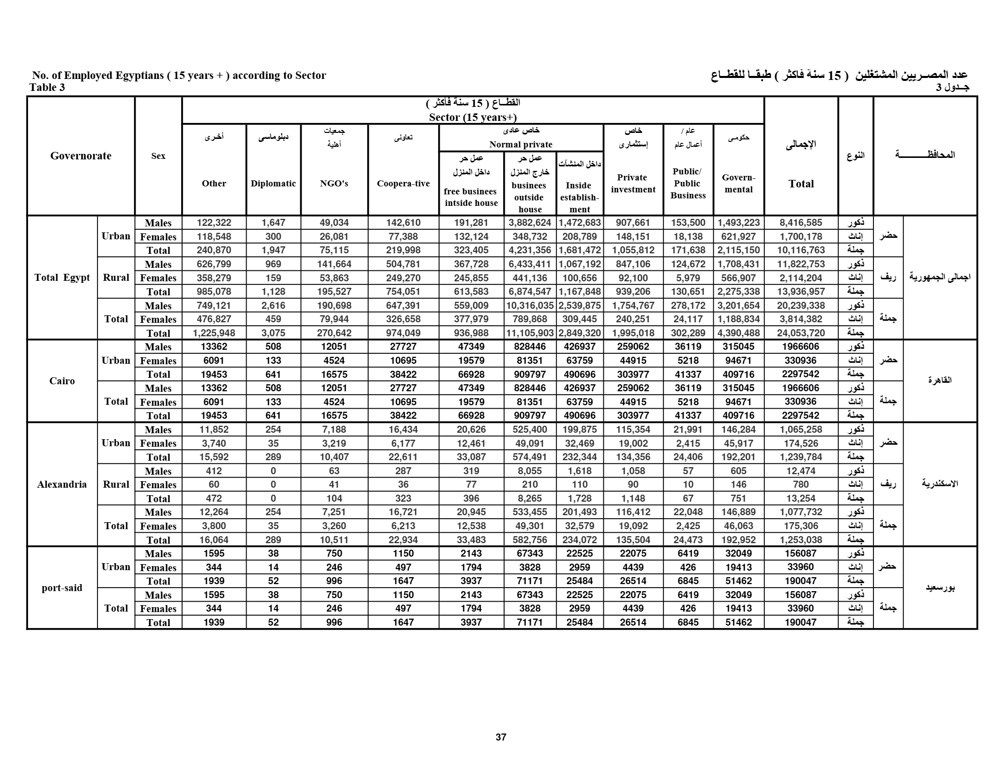 No. of Employed Egyptians ( 15 years + ) according to Sector
عدد المصـريين المشتغلين ( 15 سنة فاكثر ) طبقــا للقطــاع
Table 3
جــدول 3
القطــاع ( 15 سنة فأكثر )
Sector (15 years+)
Governorate
Sex
أخـرى
Other
دبلوماسى
Diplomatic
جمعيات
أهلية
NGO's
تعاونى
Coopera-tive
خاص عادى
Normal private
عمل حر
داخل المنزل
free businees
intside house
عمل حر
خارج المنزل
businees
outside
house
داخل المنشآت
Inside
establish-
ment
خاص
إستثمارى
Private
investment
عام /
أعمال عام
Public/
Public
Business
حكومـى
Govern-
mental
الإجمالى
Total
النوع
المحافظــــــــــة
Total Egypt
اجمالى الجمهورية
Urban حضر
Males 122,322 1,647 49,034 142,610 191,281 3,882,624 1,472,683 907,661 153,500 1,493,223 8,416,585 ذكور
Females 118,548 300 26,081 77,388 132,124 348,732 208,789 148,151 18,138 621,927 1,700,178 إناث
Total 240,870 1,947 75,115 219,998 323,405 4,231,356 1,681,472 1,055,812 171,638 2,115,150 10,116,763 جملة
Rural ريف
Males 626,799 969 141,664 504,781 367,728 6,433,411 1,067,192 847,106 124,672 1,708,431 11,822,753 ذكور
Females 358,279 159 53,863 249,270 245,855 441,136 100,656 92,100 5,979 566,907 2,114,204 إناث
Total 985,078 1,128 195,527 754,051 613,583 6,874,547 1,167,848 939,206 130,651 2,275,338 13,936,957 جملة
Total جملة
Males 749,121 2,616 190,698 647,391 559,009 10,316,035 2,539,875 1,754,767 278,172 3,201,654 20,239,338 ذكور
Females 476,827 459 79,944 326,658 377,979 789,868 309,445 240,251 24,117 1,188,834 3,814,382 إناث
Total 1,225,948 3,075 270,642 974,049 936,988 11,105,903 2,849,320 1,995,018 302,289 4,390,488 24,053,720 جملة
Cairo
القاهرة
Urban حضر
Males 13362 508 12051 27727 47349 828446 426937 259062 36119 315045 1966606 ذكور
Females 6091 133 4524 10695 19579 81351 63759 44915 5218 94671 330936 إناث
Total 19453 641 16575 38422 66928 909797 490696 303977 41337 409716 2297542 جملة
Total جملة
Males 13362 508 12051 27727 47349 828446 426937 259062 36119 315045 1966606 ذكور
Females 6091 133 4524 10695 19579 81351 63759 44915 5218 94671 330936 إناث
Total 19453 641 16575 38422 66928 909797 490696 303977 41337 409716 2297542 جملة
Alexandria
الاسكندرية
Urban حضر
Males 11,852 254 7,188 16,434 20,626 525,400 199,875 115,354 21,991 146,284 1,065,258 ذكور
Females 3,740 35 3,219 6,177 12,461 49,091 32,469 19,002 2,415 45,917 174,526 إناث
Total 15,592 289 10,407 22,611 33,087 574,491 232,344 134,356 24,406 192,201 1,239,784 جملة
Rural ريف
Males 412 0 63 287 319 8,055 1,618 1,058 57 605 12,474 ذكور
Females 60 0 41 36 77 210 110 90 10 146 780 إناث
Total 472 0 104 323 396 8,265 1,728 1,148 67 751 13,254 جملة
Total جملة
Males 12,264 254 7,251 16,721 20,945 533,455 201,493 116,412 22,048 146,889 1,077,732 ذكور
Females 3,800 35 3,260 6,213 12,538 49,301 32,579 19,092 2,425 46,063 175,306 إناث
Total 16,064 289 10,511 22,934 33,483 582,756 234,072 135,504 24,473 192,952 1,253,038 جملة
port-said
بورسعيد
Urban حضر
Males 1595 38 750 1150 2143 67343 22525 22075 6419 32049 156087 ذكور
Females 344 14 246 497 1794 3828 2959 4439 426 19413 33960 إناث
Total 1939 52 996 1647 3937 71171 25484 26514 6845 51462 190047 جملة
Total جملة
Males 1595 38 750 1150 2143 67343 22525 22075 6419 32049 156087 ذكور
Females 344 14 246 497 1794 3828 2959 4439 426 19413 33960 إناث
Total 1939 52 996 1647 3937 71171 25484 26514 6845 51462 190047 جملة
37